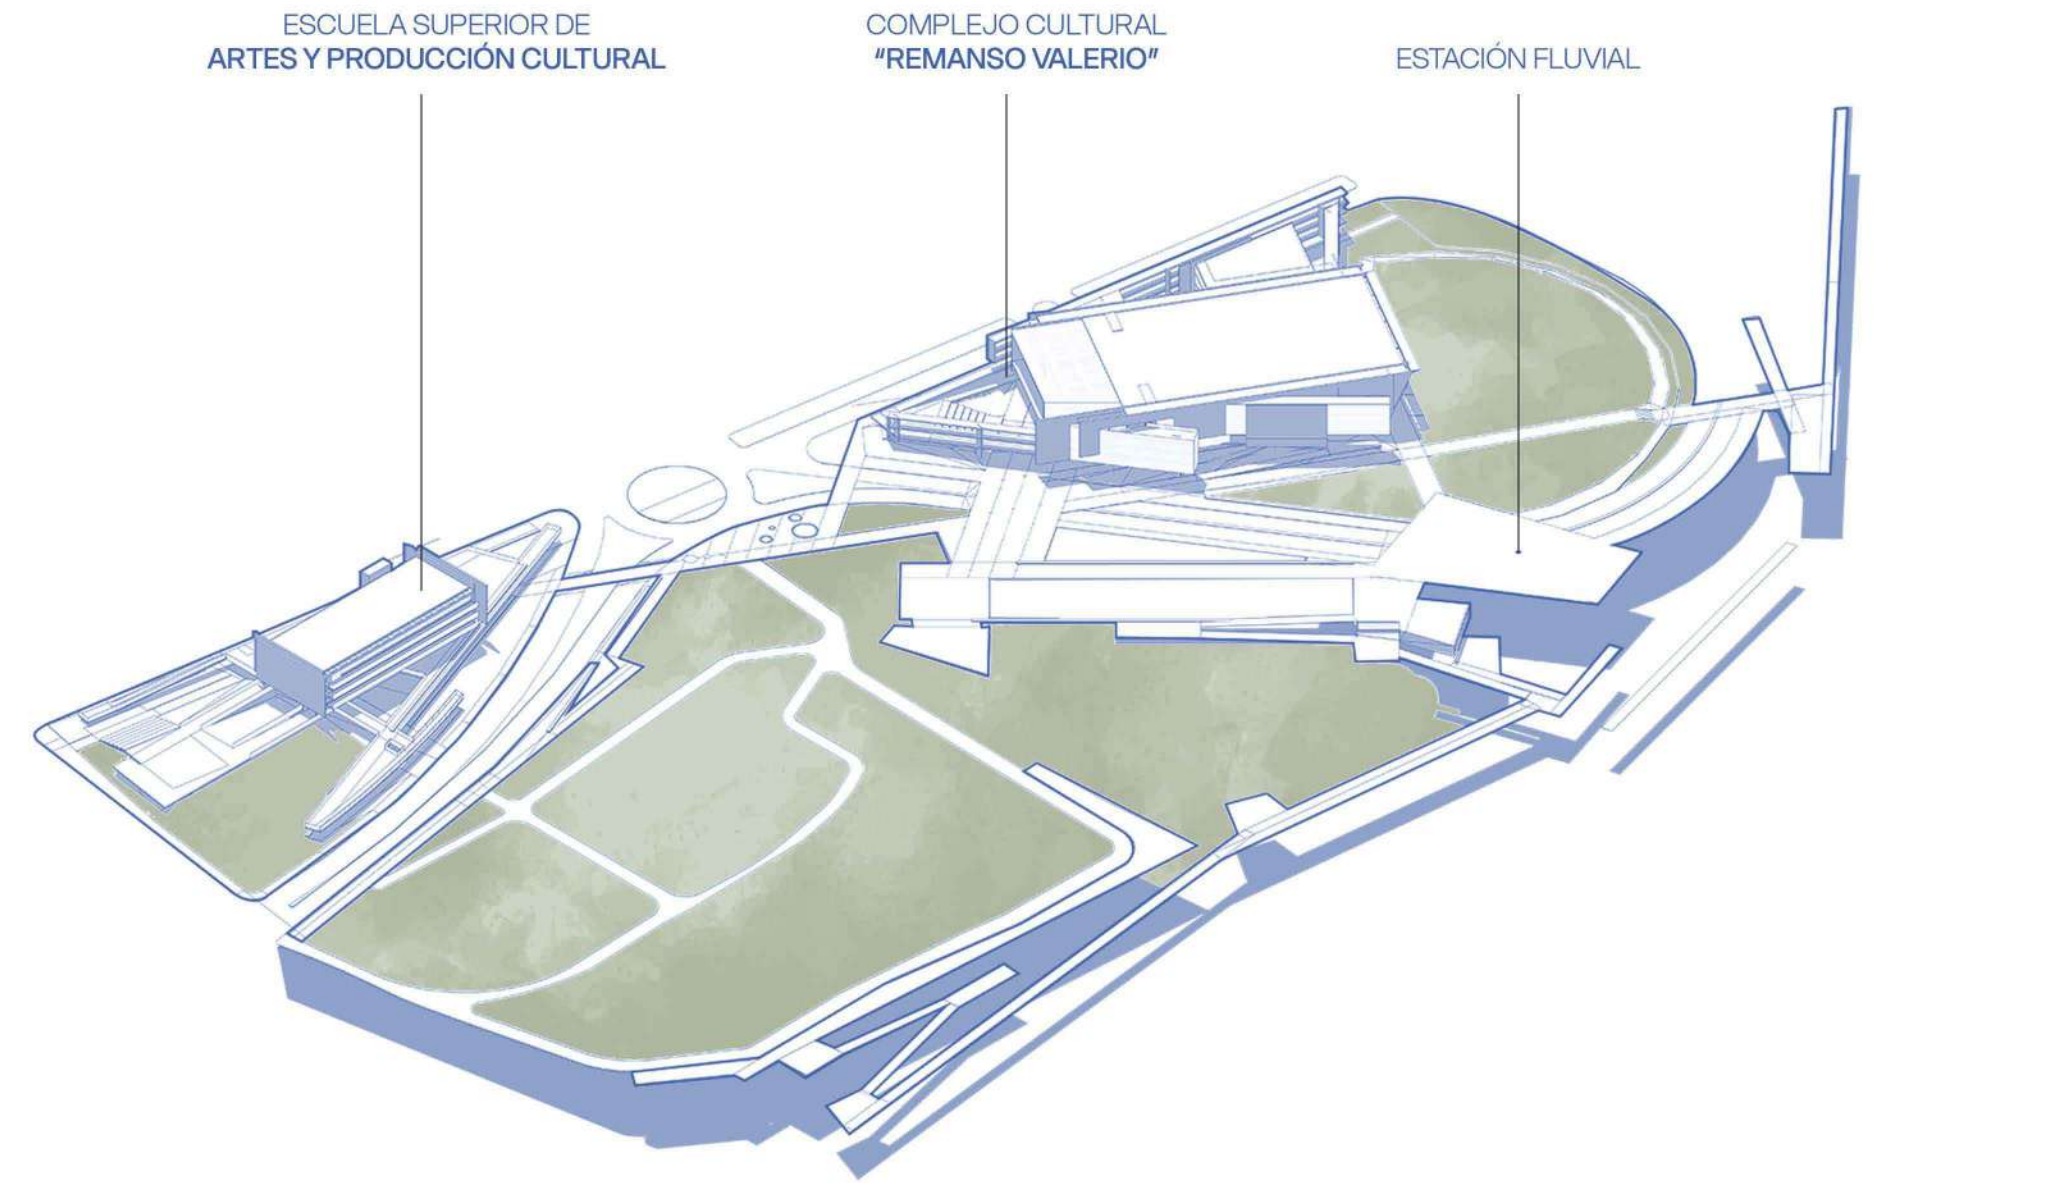 ESCUELA SUPERIOR DE
ARTES Y PRODUCCIÓN CULTURAL
COMPLEJO CULTURAL
“REMANSO VALERIO”
ESTACIÓN FLUVIAL